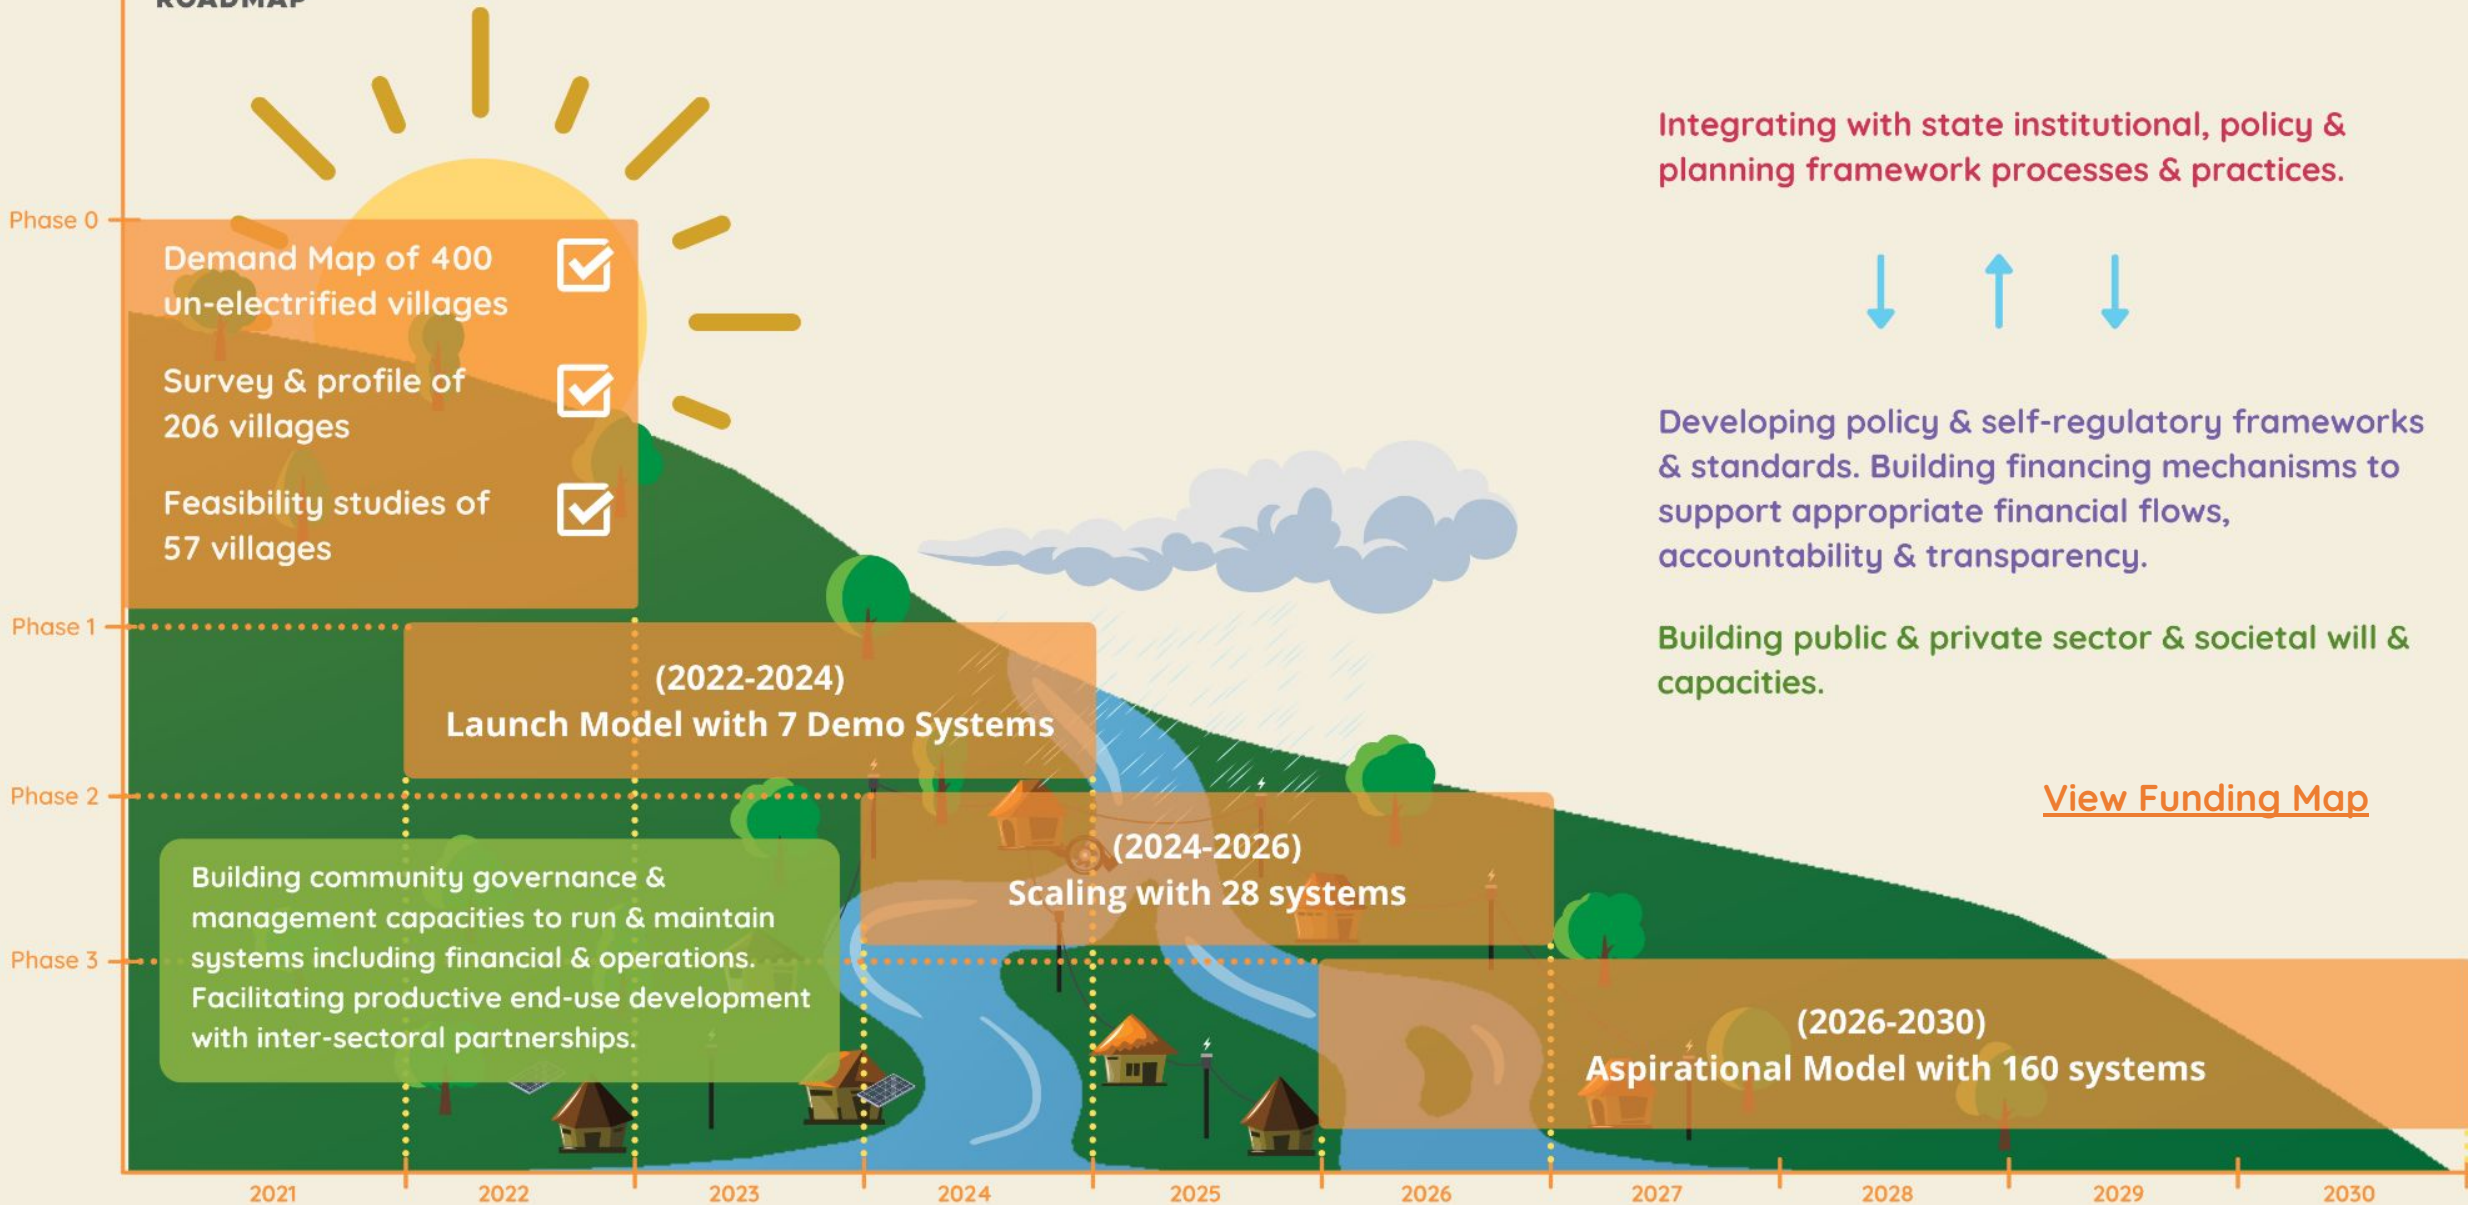 ROADMAP
Phase 0
Demand Map of 400
un-electrified villages
Survey & profile of
206 villages
Feasibility studies of
57 villages
Integrating with state institutional, policy &
planning framework processes & practices.
Developing policy & self-regulatory frameworks
& standards. Building financing mechanisms to
support appropriate financial flows,
accountability & transparency.
Building public & private sector & societal will &
capacities.
Phase 1
(2022-2024)
Launch Model with 7 Demo Systems
Phase 2
(2024-2026)
Scaling with 28 systems
View Funding Map
Building community governance &
management capacities to run & maintain
systems including financial & operations.
Facilitating productive end-use development
with inter-sectoral partnerships.
Phase 3
(2026-2030)
Aspirational Model with 160 systems
2021 2022 2023 2024 2025 2026 2027 2028 2029 2030